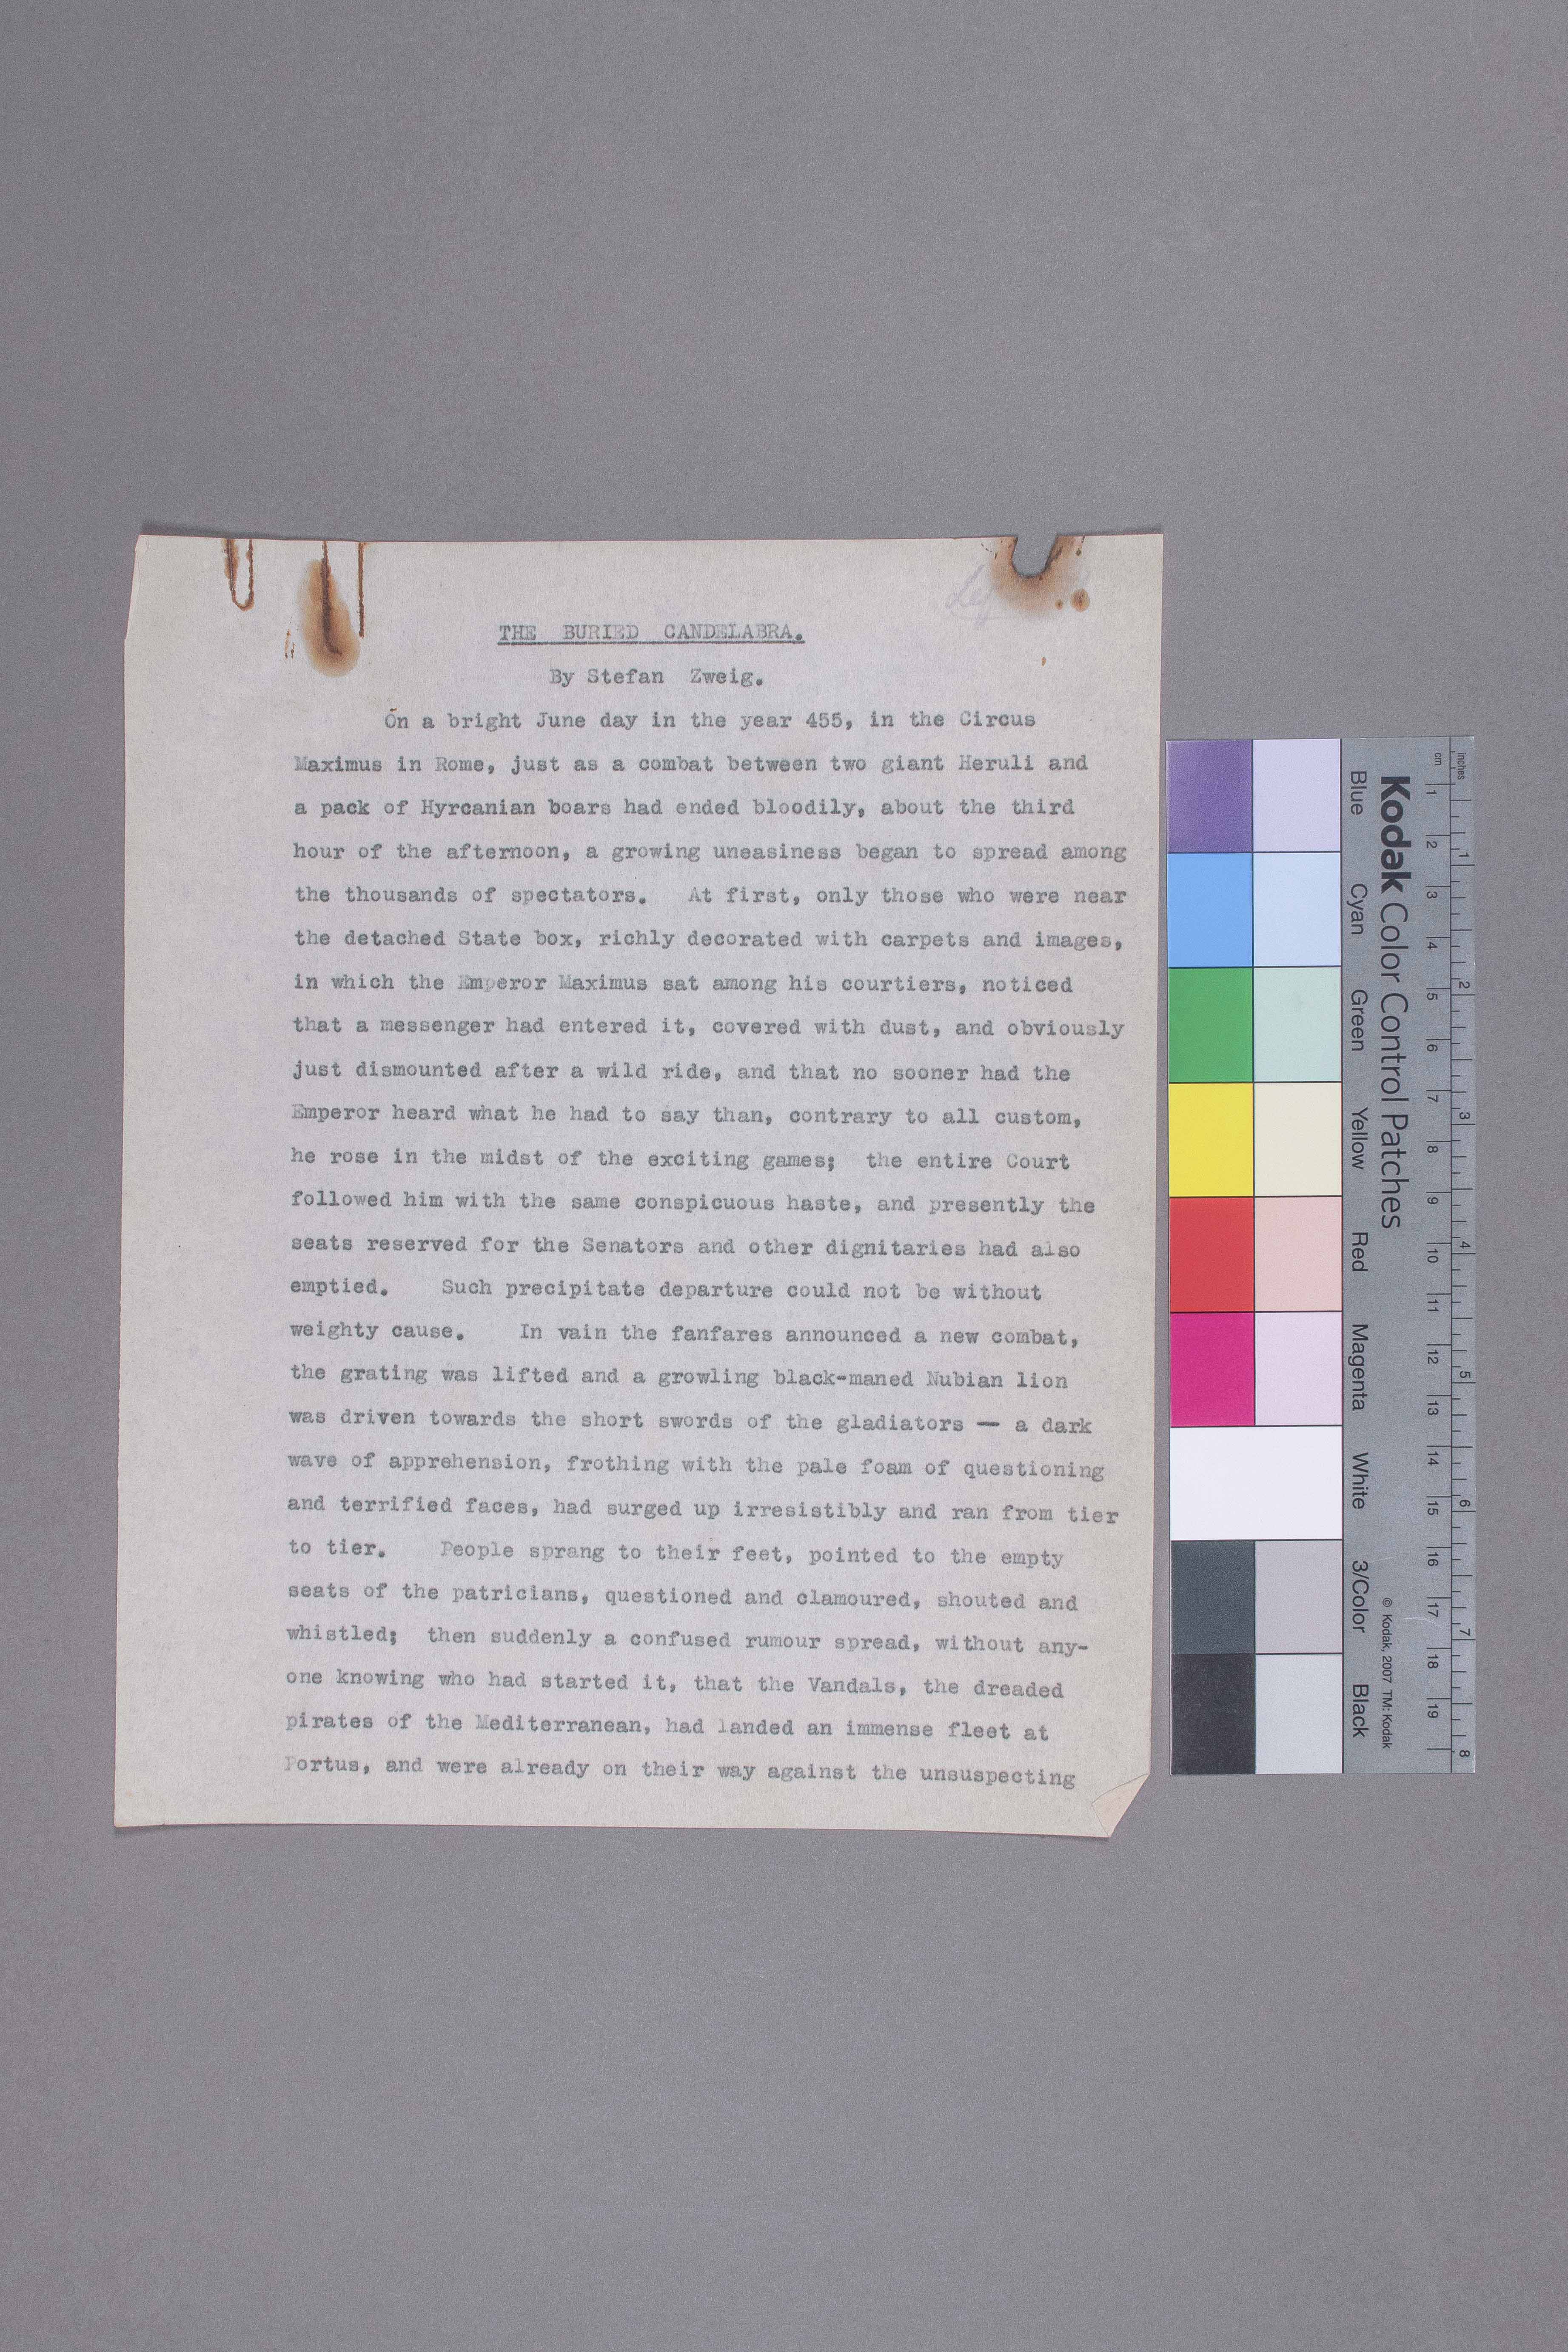 THE BURIED CANDELABRA.
By Stefan Zweig.
On a bright June day in the year 455, in the Circus
Maximus in Rome, just as a combat between two giant Heruli and
a pack of Hyrcanian boars had ended bloodily, about the third
hour of the afternoon, a growing uneasiness began to spread among
the thousands of spectators. At first, only those who were near
the detached State box, richly decorated with carpets and images,
in which the Emperor Maximus sat among his courtiers, noticed
that a messenger had entered it, covered with dust, and obviously
just dismounted after a wild ride, and that no sooner had the
Emperor heard what he had to say than, contrary to all custom,
he rose in the midst of the exciting games; the entire Court
followed him with the same conspicuous haste, and presently the
seats reserved for the Senators and other dignitaries had also
emptied. Such precipitate departure could not be without
weighty cause. In vain the fanfares announced a new combat,
the grating was lifted and a growling black-maned Nubian lion
was driven towards the short swords of the gladiators — a dark
wave of apprehension, frothing with the pale foam of questioning
and terrified faces, had surged up irresistibly and ran from tier
to tier. People sprang to their feet, pointed to the empty
seats of the patricians, questioned and clamoured, shouted and
whistled; then suddenly a confused rumour spread, without any-
one knowing who had started it, that the Vandals, the dreaded
pirates of the Mediterranean, had landed an immense fleet at
Portus, and were already on their way against the unsuspecting
Kodak Color Control Patches
© Kodak, 2007 TM: Kodak
Blue Cyan Green Yellow Red Magenta White 3/Color Black
cm 1 2 3 4 5 6 7 8 9 10 11 12 13 14 15 16 17 18 19
Inches 1 2 3 4 5 6 7 8